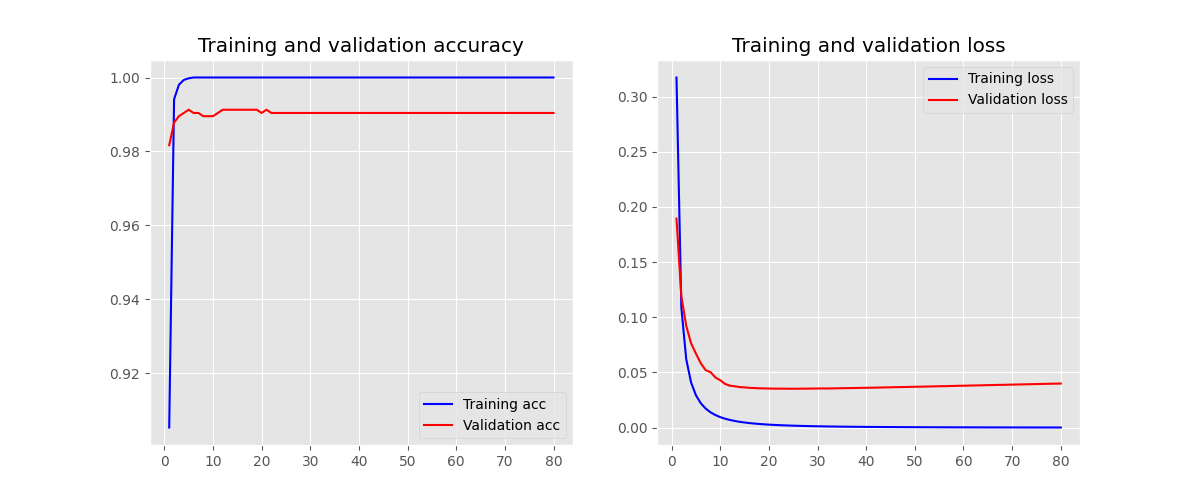 Training and validation accuracy
1.00
0.98
0.96
0.94
0.92
0 10 20 30 40 50 60 70 80
Training acc
Validation acc
Training and validation loss
0.30
0.25
0.20
0.15
0.10
0.05
0.00
0 10 20 30 40 50 60 70 80
Training loss
Validation loss